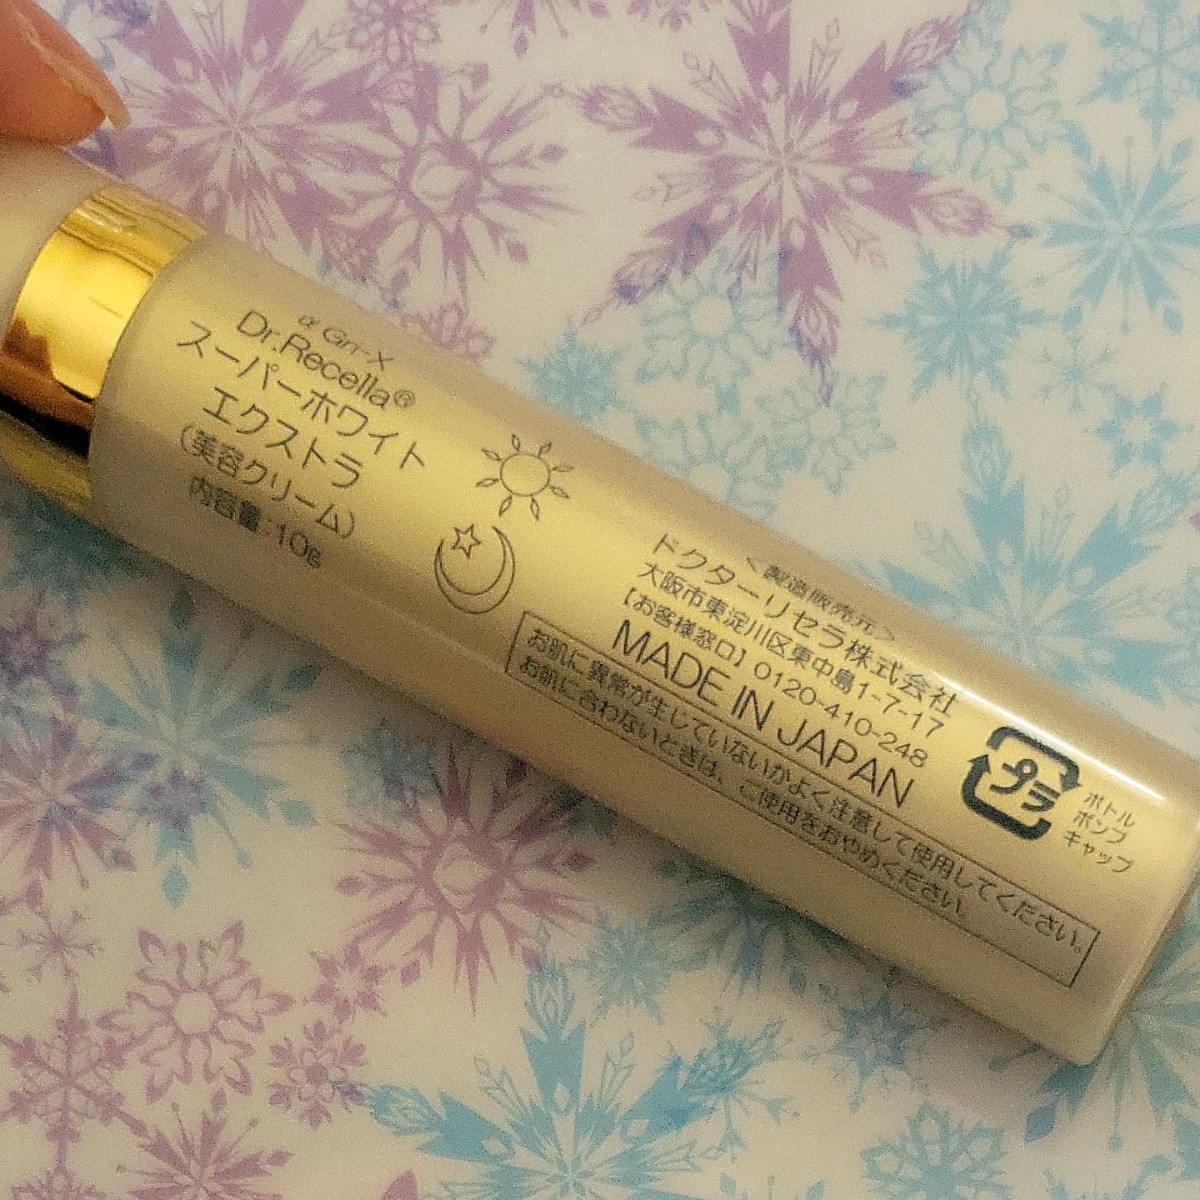 α Gri-X
Dr.Recella®
スーパーホワイト
エクストラ
(美容クリーム)
内容量:10g
<製造販売元>
ドクターリセラ株式会社
大阪市東淀川区東中島1-7-17
【お客様窓口】0120-410-248
MADE IN JAPAN
お肌に異常が生じていないかよく注意して使用してください。
お肌に合わないときは、ご使用をおやめください。
プラ
ボトル
ポンプ
キャップ